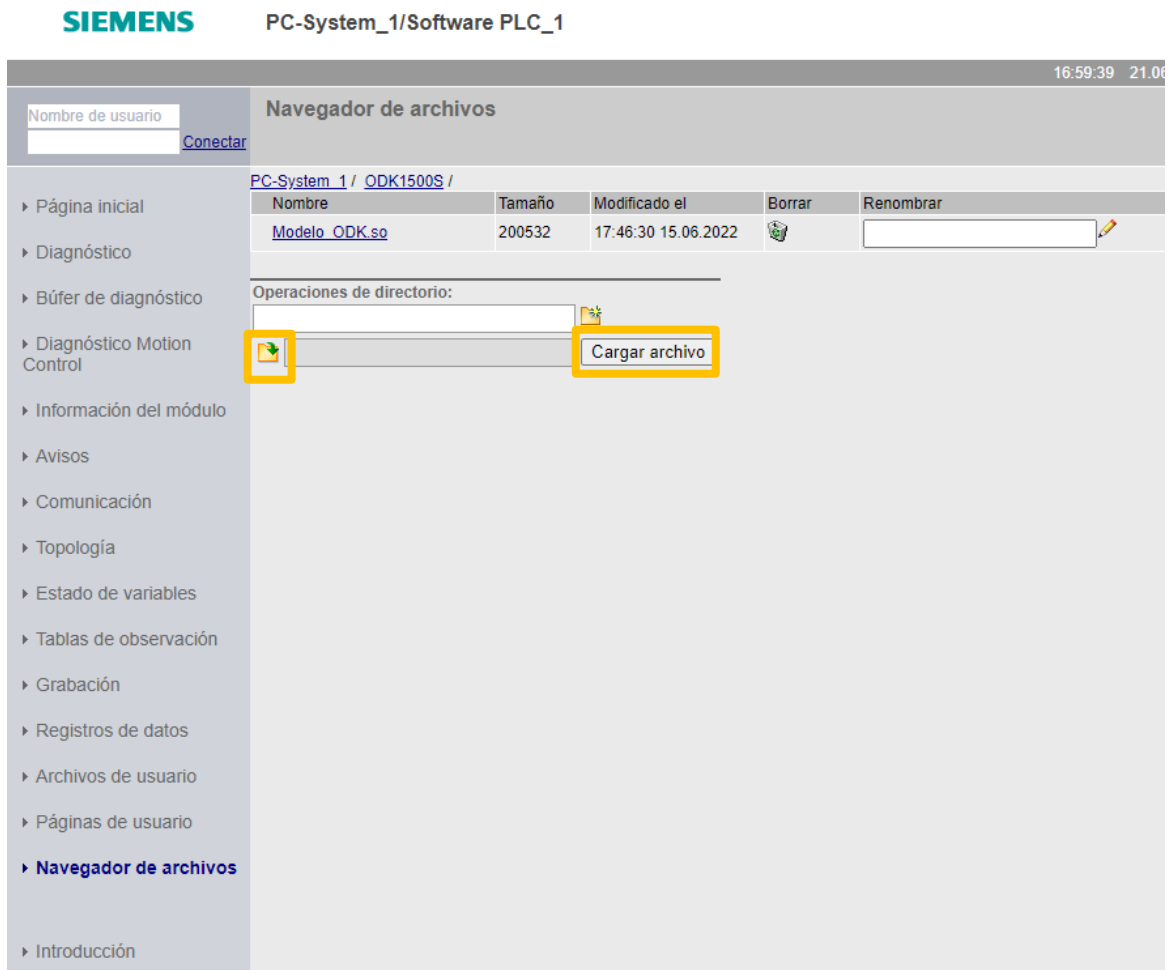 SIEMENS PC-System_1/Software PLC_1
16:59:39 21.06
Nombre de usuario
Conectar
Navegador de archivos
PC-System_1 / ODK1500S /
Nombre Tamaño Modificado el Borrar Renombrar
Modelo_ODK.so 200532 17:46:30 15.06.2022
Operaciones de directorio:
Cargar archivo
Página inicial
Diagnóstico
Búfer de diagnóstico
Diagnóstico Motion
Control
Información del módulo
Avisos
Comunicación
Topología
Estado de variables
Tablas de observación
Grabación
Registros de datos
Archivos de usuario
Páginas de usuario
Navegador de archivos
Introducción